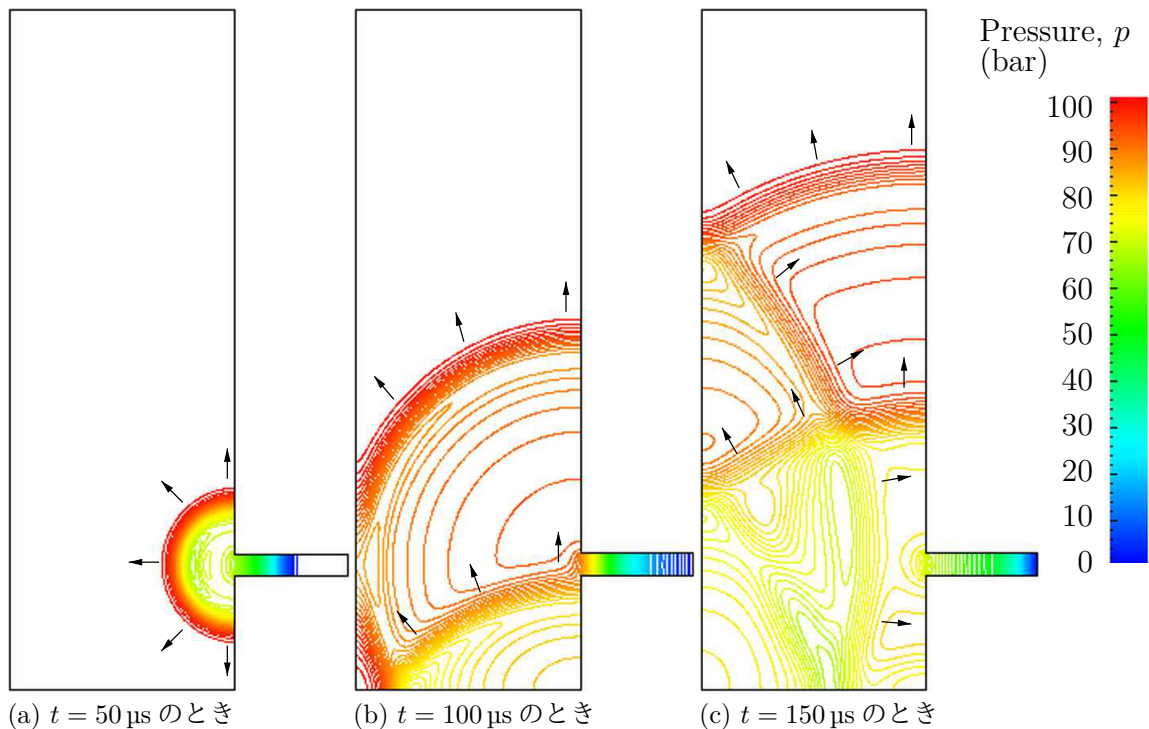 Pressure, p
(bar)
100
90
80
70
60
50
40
30
20
10
0
(a) t = 50 µs のとき
(b) t = 100 µs のとき
(c) t = 150 µs のとき